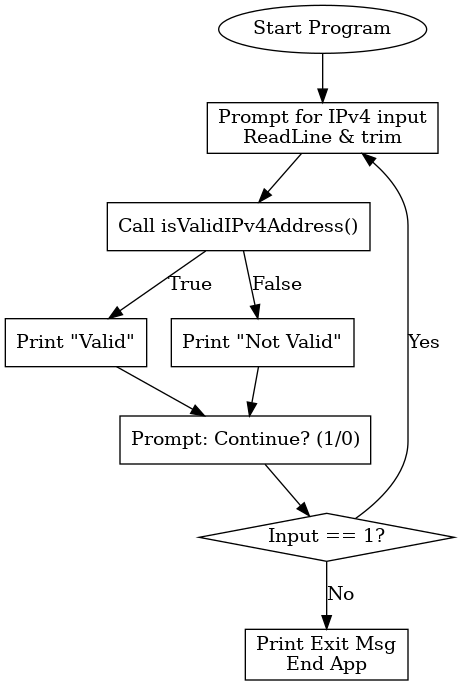 Start Program
Prompt for IPv4 input
ReadLine & trim
Call isValidIPv4Address()
True
False
Print "Valid"
Print "Not Valid"
Yes
Prompt: Continue? (1/0)
Input == 1?
No
Print Exit Msg
End App